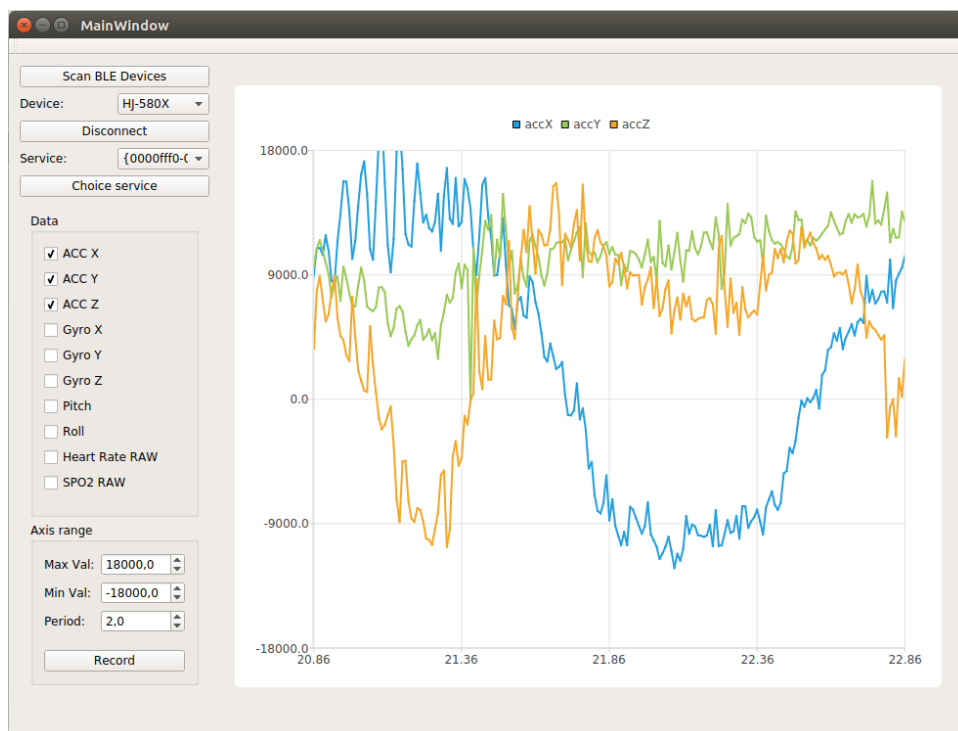 MainWindow
Scan BLE Devices
Device: HJ-580X
Disconnect
Service: {0000fff0-(
Choice service
Data
ACC X
ACC Y
ACC Z
Gyro X
Gyro Y
Gyro Z
Pitch
Roll
Heart Rate RAW
SPO2 RAW
Axis range
Max Val: 18000,0
Min Val: -18000,0
Period: 2,0
Record
accX accY accZ
18000.0
9000.0
0.0
-9000.0
-18000.0
20.86 21.36 21.86 22.36 22.86